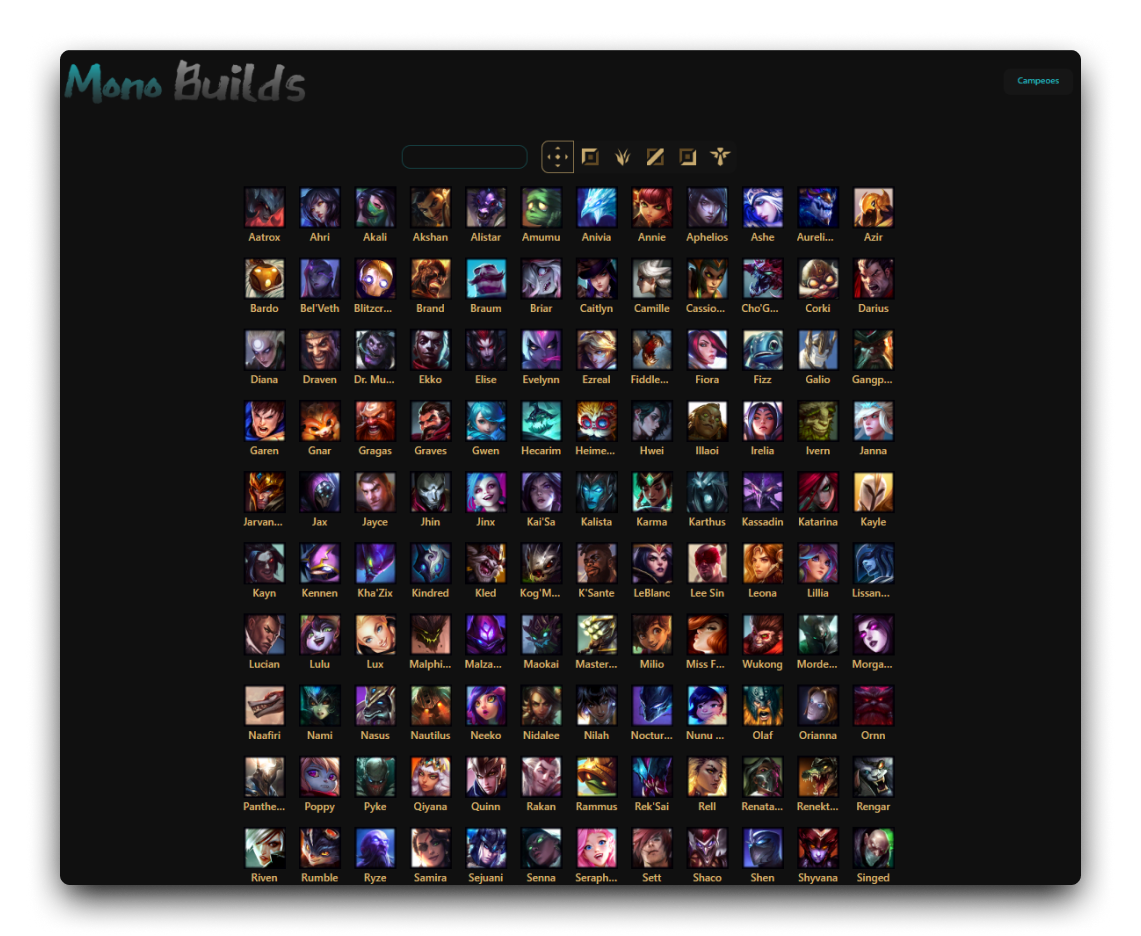 Mono Builds
Campeoes
Aatrox Ahri Akali Akshan Alistar Amumu Anivia Annie Aphelios Ashe Aureli... Azir
Bardo Bel'Veth Blitzcr... Brand Braum Briar Caitlyn Camille Cassio... Cho'G... Corki Darius
Diana Draven Dr. Mu... Ekko Elise Evelynn Ezreal Fiddle... Fiora Fizz Galio Gangp...
Garen Gnar Gragas Graves Gwen Hecarim Heime... Hwei Illaoi Irelia Ivern Janna
Jarvan... Jax Jayce Jhin Jinx Kai'Sa Kalista Karma Karthus Kassadin Katarina Kayle
Kayn Kennen Kha'Zix Kindred Kled Kog'M... K'Sante LeBlanc Lee Sin Leona Lillia Lissan...
Lucian Lulu Lux Malphi... Malza... Maokai Master... Milio Miss F... Wukong Morde... Morga...
Naafiri Nami Nasus Nautilus Neeko Nidalee Nilah Noctur... Nunu ... Olaf Orianna Ornn
Panthe... Poppy Pyke Qiyana Quinn Rakan Rammus Rek'Sai Rell Renata... Renekt... Rengar
Riven Rumble Ryze Samira Sejuani Senna Seraph... Sett Shaco Shen Shyvana Singed